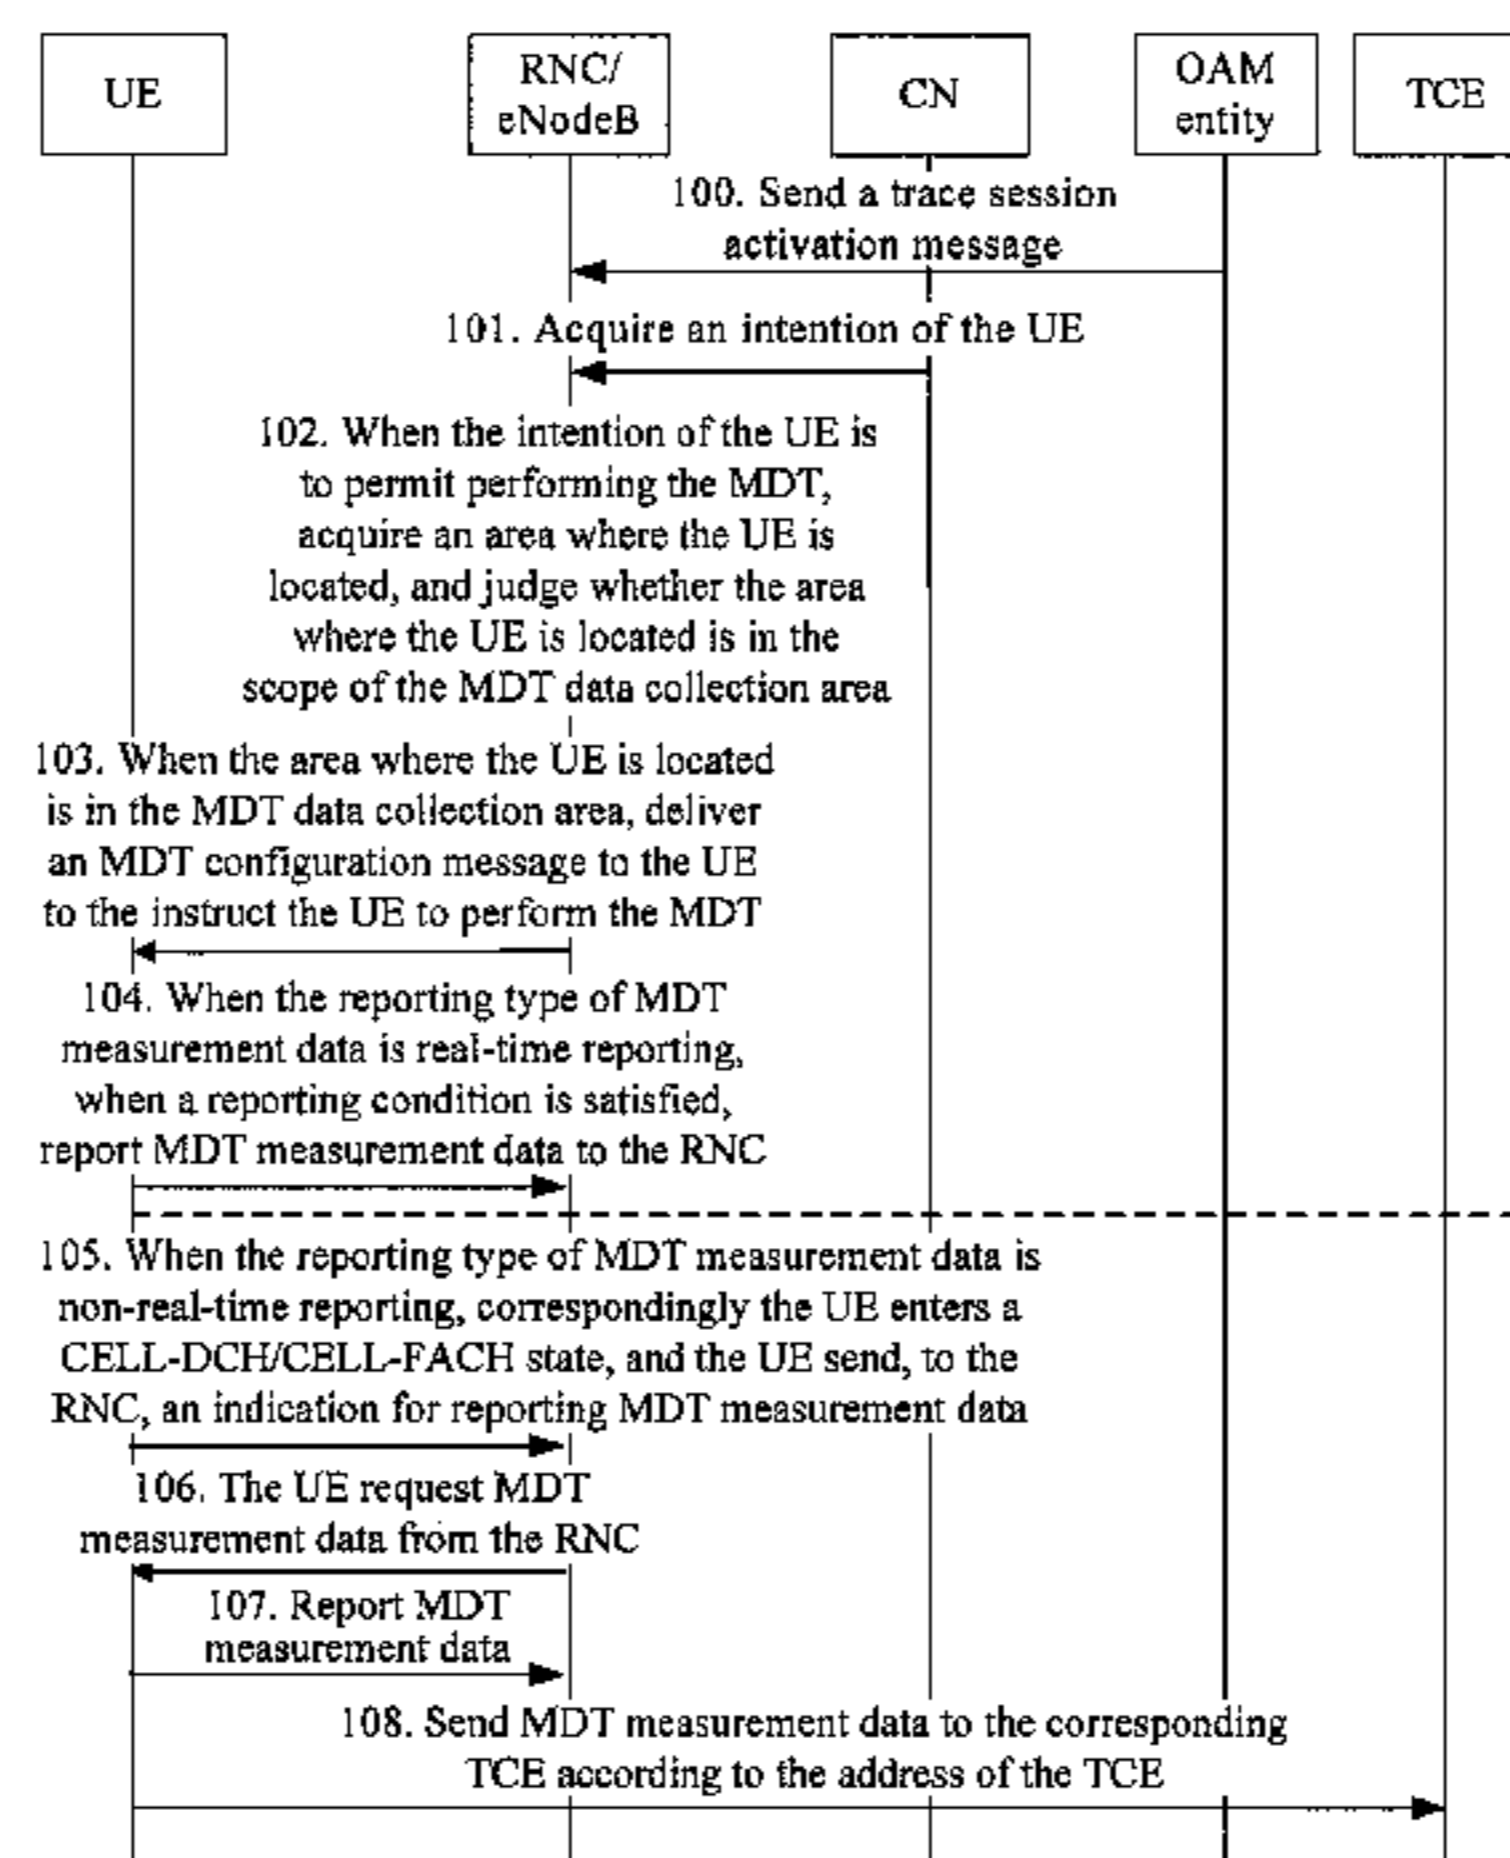 UE
RNC/
eNodeB
CN
OAM
entity
TCE
100. Send a trace session
activation message
101. Acquire an intention of the UE
102. When the intention of the UE is
to permit performing the MDT,
acquire an area where the UE is
located, and judge whether the area
where the UE is located is in the
scope of the MDT data collection area
103. When the area where the UE is located
is in the MDT data collection area, deliver
an MDT configuration message to the UE
to the instruct the UE to perform the MDT
104. When the reporting type of MDT
measurement data is real-time reporting,
when a reporting condition is satisfied,
report MDT measurement data to the RNC
105. When the reporting type of MDT measurement data is
non-real-time reporting, correspondingly the UE enters a
CELL-DCH/CELL-FACH state, and the UE send, to the
RNC, an indication for reporting MDT measurement data
106. The UE request MDT
measurement data from the RNC
107. Report MDT
measurement data
108. Send MDT measurement data to the corresponding
TCE according to the address of the TCE